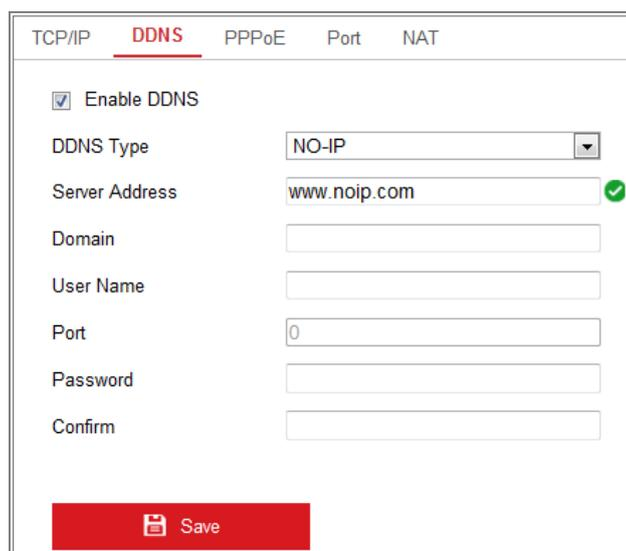 TCP/IP DDNS PPPoE Port NAT
Enable DDNS
DDNS Type NO-IP
Server Address www.noip.com
Domain
User Name
Port 0
Password
Confirm
Save